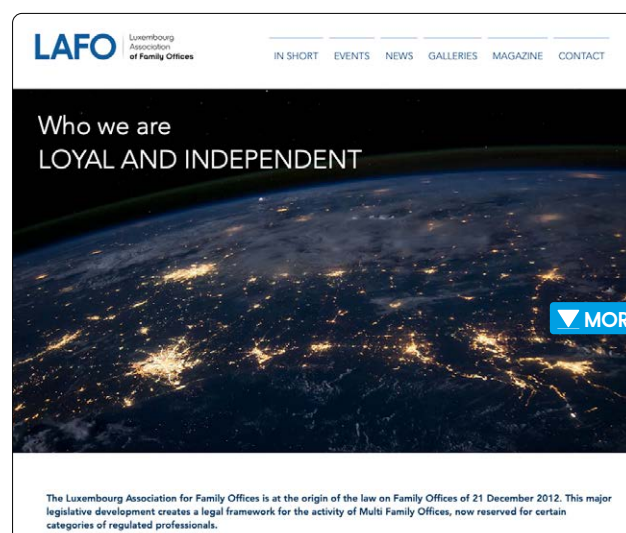 LAFO
Luxembourg
Association
of Family Offices
IN SHORT EVENTS NEWS GALLERIES MAGAZINE CONTACT
Who we are
LOYAL AND INDEPENDENT
The Luxembourg Association for Family Offices is at the origin of the law on Family Offices of 21 December 2012. This major
legislative development creates a legal framework for the activity of Multi Family Offices, now reserved for certain
categories of regulated professionals.